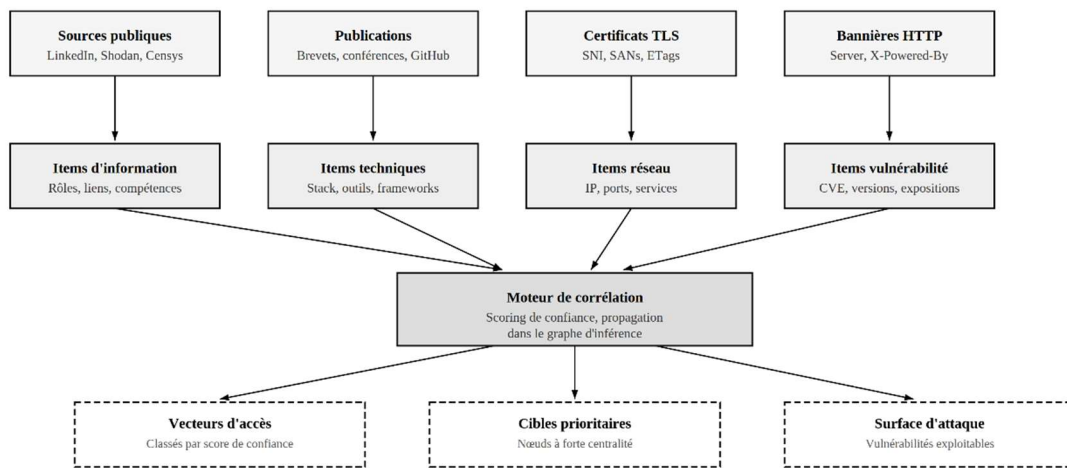 Sources publiques
LinkedIn, Shodan, Censys
Publications
Brevets, conférences, GitHub
Certificats TLS
SNI, SANs, ETags
Bannières HTTP
Server, X-Powered-By
Items d'information
Rôles, liens, compétences
Items techniques
Stack, outils, frameworks
Items réseau
IP, ports, services
Items vulnérabilité
CVE, versions, expositions
Moteur de corrélation
Scoring de confiance, propagation
dans le graphe d'inférence
Vecteurs d'accès
Classés par score de confiance
Cibles prioritaires
Nœuds à forte centralité
Surface d'attaque
Vulnérabilités exploitables